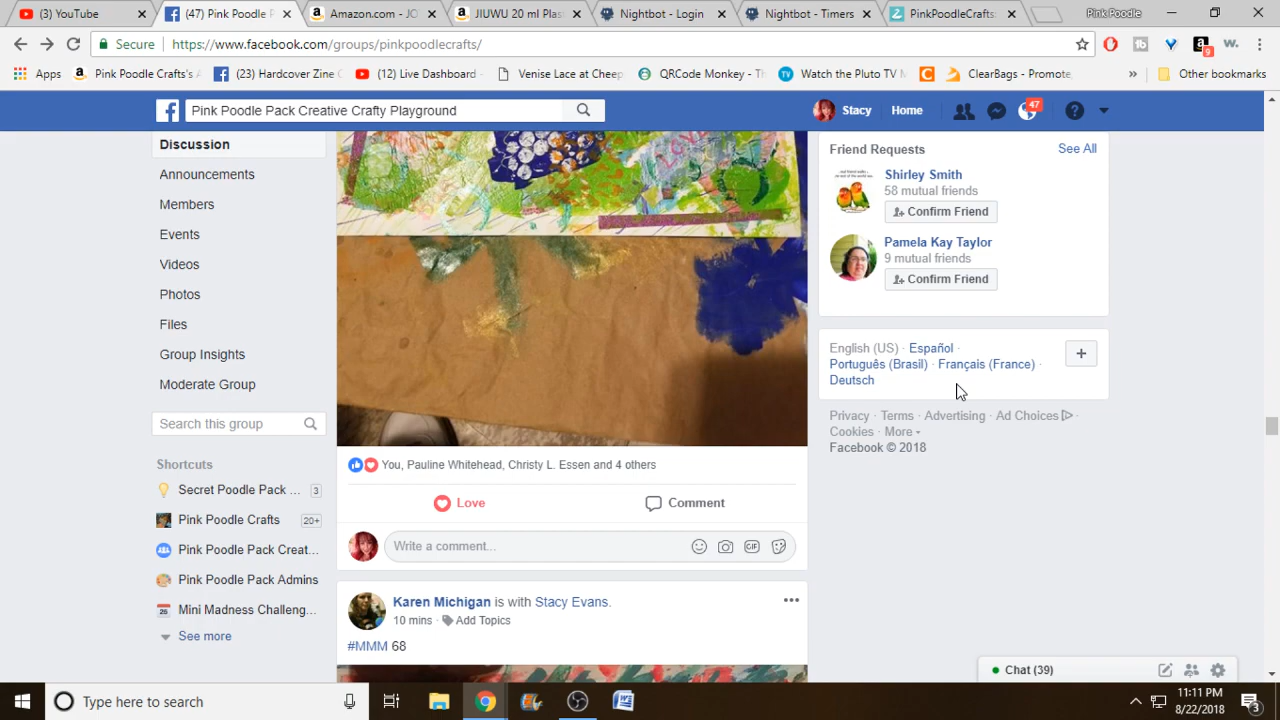 (3) YouTube
(47) Pink Poodle P
Amazon.com - JO
JIUWU 20 ml Plast
Nightbot - Login
Nightbot - Timers
PinkPoodleCrafts
Pink Poodle
Secure
https://www.facebook.com/groups/pinkpoodlecrafts/
9
Apps
Pink Poodle Crafts's A
(23) Hardcover Zine C
(12) Live Dashboard -
Venise Lace at Cheep
QRCode Monkey - Th
Watch the Pluto TV M
ClearBags - Promote
»
Other bookmarks
Pink Poodle Pack Creative Crafty Playground
Stacy
Home
47
Discussion
Announcements
Members
Events
Videos
Photos
Files
Group Insights
Moderate Group
Search this group
Shortcuts
Secret Poodle Pack ... 3
Pink Poodle Crafts 20+
Pink Poodle Pack Creat...
Pink Poodle Pack Admins
Mini Madness Challeng...
See more
You, Pauline Whitehead, Christy L. Essen and 4 others
Love
Comment
Write a comment...
GIF
Karen Michigan is with Stacy Evans.
10 mins · Add Topics
#MMM 68
Friend Requests
See All
Shirley Smith
58 mutual friends
Confirm Friend
Pamela Kay Taylor
9 mutual friends
Confirm Friend
English (US) · Español ·
Português (Brasil) · Français (France) ·
Deutsch
Privacy · Terms · Advertising · Ad Choices ·
Cookies · More
Facebook © 2018
Chat (39)
Type here to search
11:11 PM
8/22/2018
3